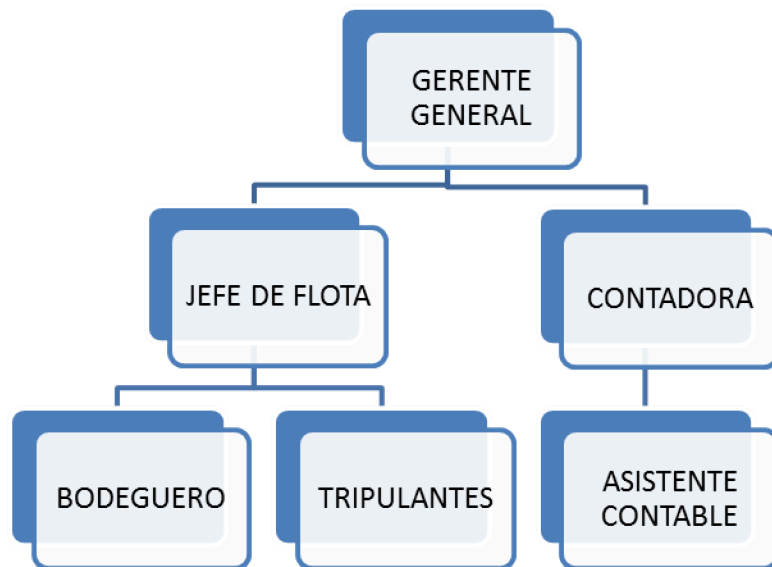 GERENTE
GENERAL
JEFE DE FLOTA
CONTADORA
BODEGUERO
TRIPULANTES
ASISTENTE
CONTABLE